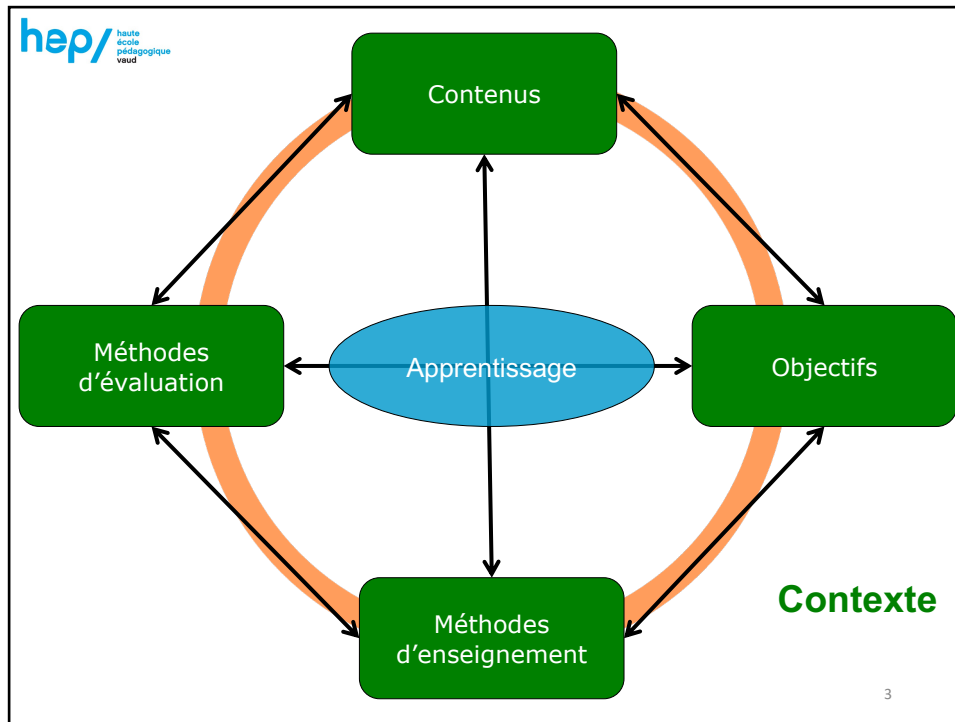 hep/
haute
école
pédagogique
vaud
Contenus
Méthodes
d’évaluation
Apprentissage
Objectifs
Méthodes
d’enseignement
Contexte
3